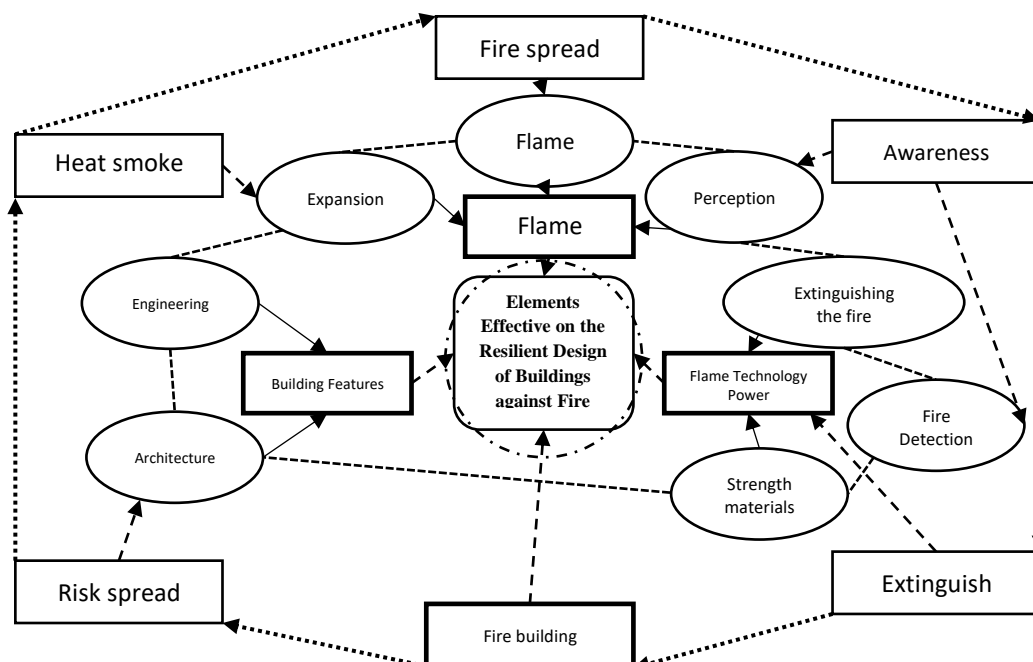 Fire spread
Flame
Heat smoke
Awareness
Expansion
Perception
Flame
Engineering
Extinguishing
the fire
Elements
Effective on the
Resilient Design
of Buildings
against Fire
Building Features
Flame Technology
Power
Architecture
Fire
Detection
Strength
materials
Risk spread
Extinguish
Fire building